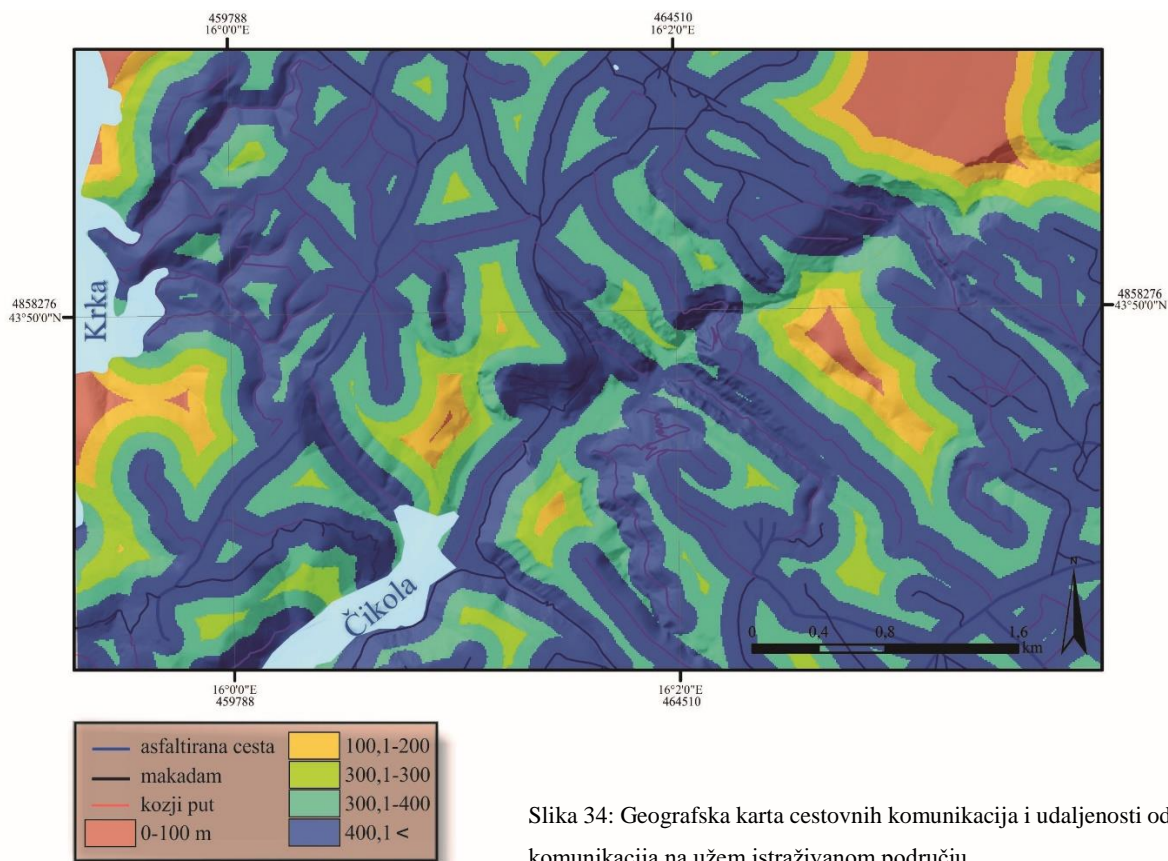 459788
16°0'0"E
464510
16°2'0"E
4858276
43°50'0"N
4858276
43°50'0"N
Krka
Čikola
N
0 0,4 0,8 1,6
km
16°0'0"E
459788
16°2'0"E
464510
asfaltirana cesta
makadam
kozji put
0-100 m
100,1-200
300,1-300
300,1-400
400,1 <
Slika 34: Geografska karta cestovnih komunikacija i udaljenosti od
komunikacija na užem istraživanom području